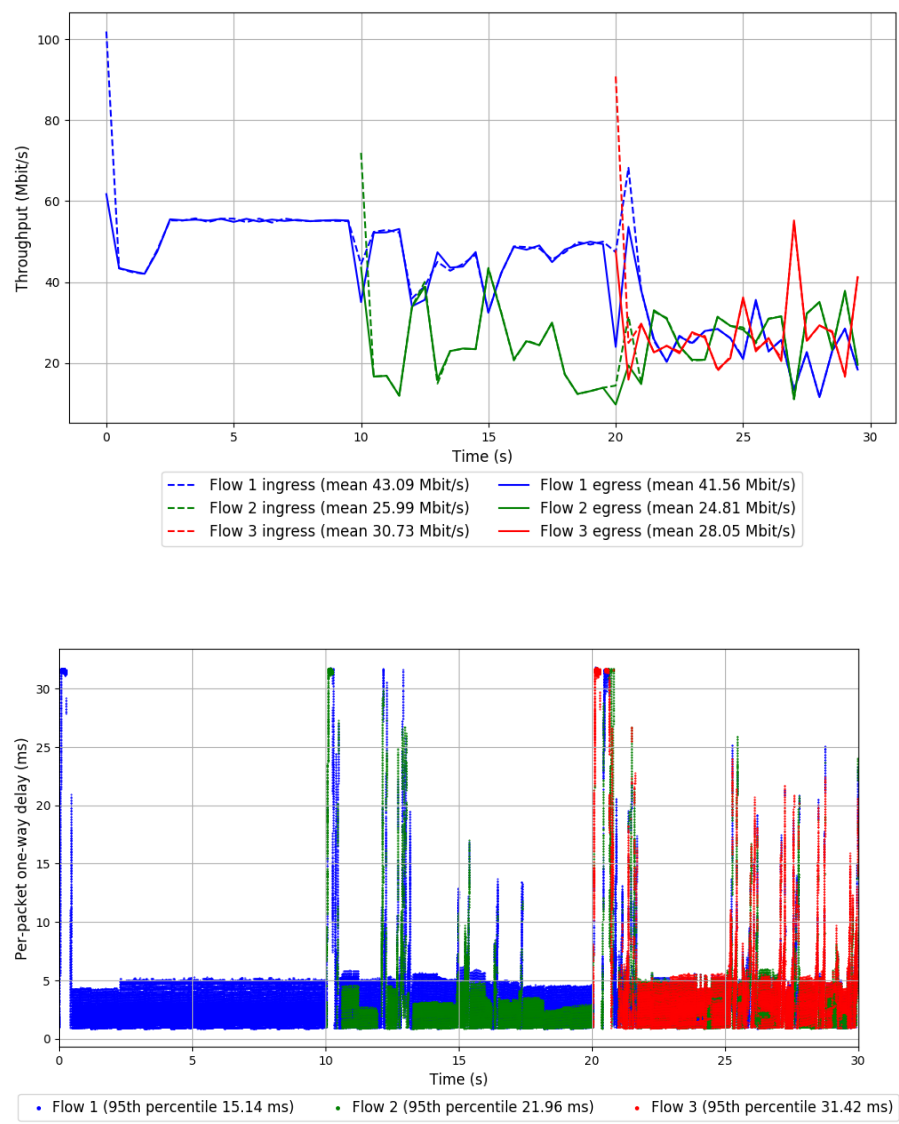 100
80
60
40
20
Throughput (Mbit/s)
0 5 10 15 20 25 30
Time (s)
Flow 1 ingress (mean 43.09 Mbit/s) Flow 1 egress (mean 41.56 Mbit/s)
Flow 2 ingress (mean 25.99 Mbit/s) Flow 2 egress (mean 24.81 Mbit/s)
Flow 3 ingress (mean 30.73 Mbit/s) Flow 3 egress (mean 28.05 Mbit/s)
30
25
20
15
10
5
0
Per-packet one-way delay (ms)
0 5 10 15 20 25 30
Time (s)
Flow 1 (95th percentile 15.14 ms) Flow 2 (95th percentile 21.96 ms) Flow 3 (95th percentile 31.42 ms)